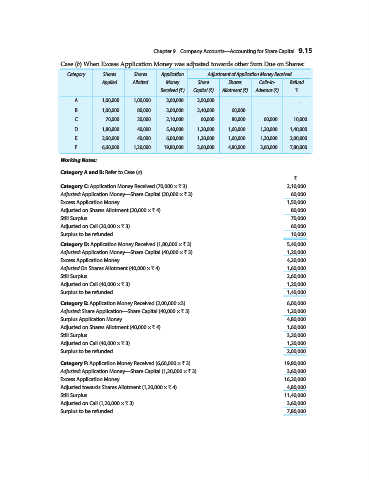 Chapter 9 Company Accounts—Accounting for Share Capital 9.15
Case (b) When Excess Application Money was adjusted towards other Sum Due on Shares:
Category Shares Shares Application Adjustment of Application Money Received
Applied Allotted Money Share Shares Calls-in- Refund
Received (₹) Capital (₹) Allotment (₹) Advance (₹) ₹
A 1,00,000 1,00,000 3,00,000 3,00,000 .
B 1,00,000 80,000 3,00,000 2,40,000 60,000
C 70,000 20,000 2,10,000 60,000 80,000 60,000 10,000
D 1,80,000 40,000 5,40,000 1,20,000 1,60,000 1,20,000 1,40,000
E 2,00,000 40,000 6,00,000 1,20,000 1,60,000 1,20,000 2,00,000
F 6,60,000 1,20,000 19,80,000 3,60,000 4,80,000 3,60,000 7,80,000
Working Notes:
Category A and B: Refer to Case (a)
₹
Category C: Application Money Received (70,000 × ₹ 3) 2,10,000
Adjusted: Application Money—Share Capital (20,000 × ₹ 3) 60,000
Excess Application Money 1,50,000
Adjusted on Shares Allotment (20,000 × ₹ 4) 80,000
Still Surplus 70,000
Adjusted on Call (20,000 × ₹ 3) 60,000
Surplus to be refunded 10,000
Category D: Application Money Received (1,80,000 × ₹ 3) 5,40,000
Adjusted: Application Money—Share Capital (40,000 × ₹ 3) 1,20,000
Excess Application Money 4,20,000
Adjusted On Shares Allotment (40,000 × ₹ 4) 1,60,000
Still Surplus 2,60,000
Adjusted on Call (40,000 × ₹ 3) 1,20,000
Surplus to be refunded 1,40,000
Category E: Application Money Received (2,00,000 ×3) 6,00,000
Adjusted: Share Application—Share Capital (40,000 × ₹ 3) 1,20,000
Surplus Application Money 4,80,000
Adjusted on Shares Allotment (40,000 × ₹ 4) 1,60,000
Still Surplus 3,20,000
Adjusted on Call (40,000 × ₹ 3) 1,20,000
Surplus to be refunded 2,00,000
Category F: Application Money Received (6,60,000 × ₹ 3) 19,80,000
Adjusted: Application Money—Share Capital (1,20,000 × ₹ 3) 3,60,000
Excess Application Money 16,20,000
Adjusted towards Shares Allotment (1,20,000 × ₹ 4) 4,80,000
Still Surplus 11,40,000
Adjusted on Call (1,20,000 × ₹ 3) 3,60,000
Surplus to be refunded 7,80,000